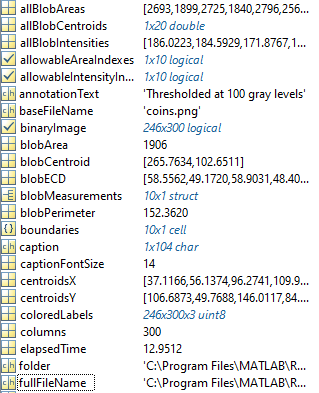 allBlobAreas [2693,1899,2725,1840,2796,256...
allBlobCentroids 1x20 double
allBlobIntensities [186.0223,184.5929,171.8767,1...
allowableAreaIndexes 1x10 logical
allowableIntensityIn... 1x10 logical
annotationText 'Thresholded at 100 gray levels'
baseFileName 'coins.png'
binaryImage 246x300 logical
blobArea 1906
blobCentroid [265.7634,102.6511]
blobECD [58.5562,49.1720,58.9031,48.40...
blobMeasurements 10x1 struct
blobPerimeter 152.3620
boundaries 10x1 cell
caption 1x104 char
captionFontSize 14
centroidsX [37.1166,56.1374,96.2741,109.9...
centroidsY [106.6873,49.7688,146.0117,84....
coloredLabels 246x300x3 uint8
columns 300
elapsedTime 12.9512
folder 'C:\Program Files\MATLAB\R...
fullFileName 'C:\Program Files\MATLAB\R...